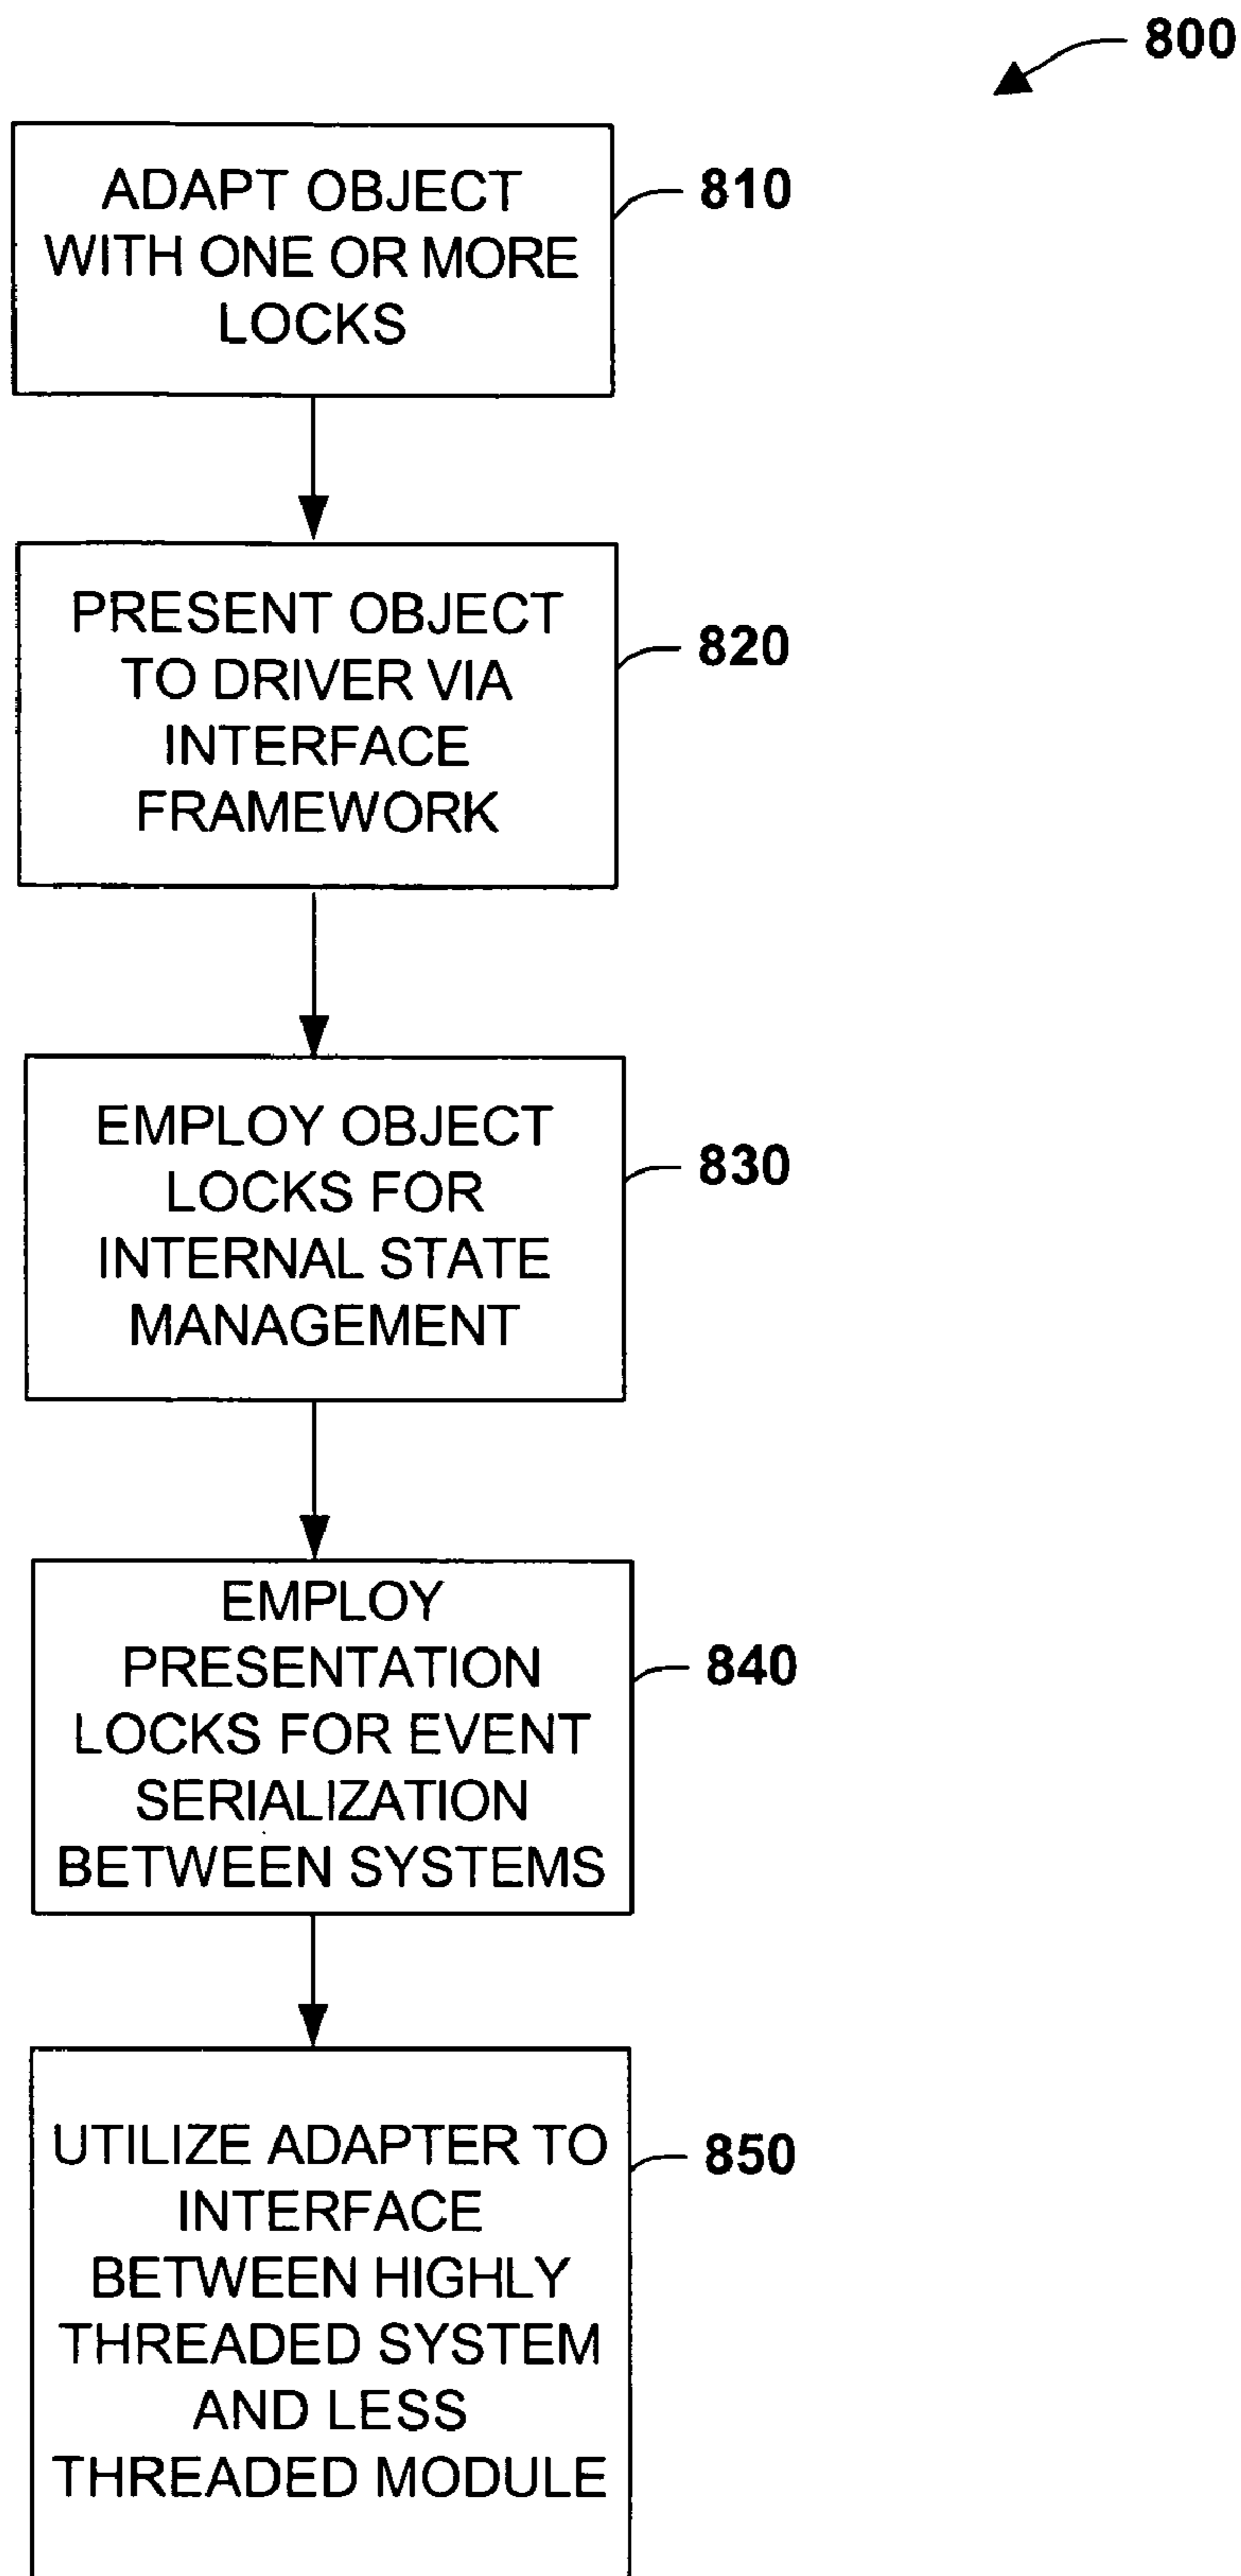 800
ADAPT OBJECT
WITH ONE OR MORE
LOCKS
810
PRESENT OBJECT
TO DRIVER VIA
INTERFACE
FRAMEWORK
820
EMPLOY OBJECT
LOCKS FOR
INTERNAL STATE
MANAGEMENT
830
EMPLOY
PRESENTATION
LOCKS FOR EVENT
SERIALIZATION
BETWEEN SYSTEMS
840
UTILIZE ADAPTER TO
INTERFACE
BETWEEN HIGHLY
THREADED SYSTEM
AND LESS
THREADED MODULE
850